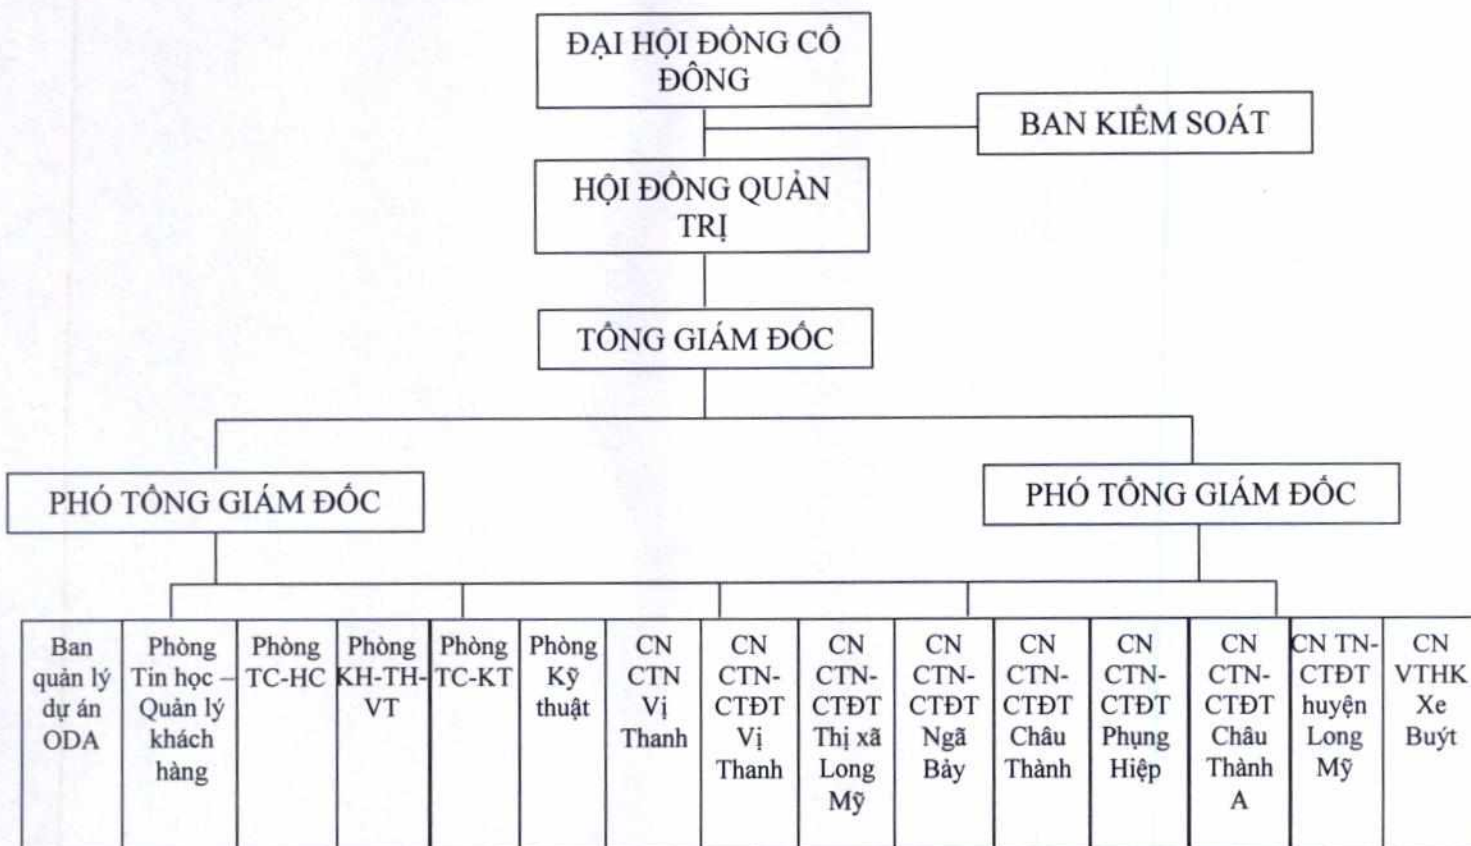 ĐẠI HỘI ĐỒNG CỔ
ĐÔNG
BAN KIỂM SOÁT
HỘI ĐỒNG QUẢN
TRỊ
TỔNG GIÁM ĐỐC
PHÓ TỔNG GIÁM ĐỐC
PHÓ TỔNG GIÁM ĐỐC
Ban
quản lý
dự án
ODA
Phòng
Tin học –
Quản lý
khách
hàng
Phòng
TC-HC
Phòng
KH-TH-
VT
Phòng
TC-KT
Phòng
Kỹ
thuật
CN
CTN
Vị
Thanh
CN
CTN-
CTĐT
Vị
Thanh
CN
CTN-
CTĐT
Thị xã
Long
Mỹ
CN
CTN-
CTĐT
Ngã
Bảy
CN
CTN-
CTĐT
Châu
Thành
CN
CTN-
CTĐT
Phụng
Hiệp
CN
CTN-
CTĐT
Châu
Thành
A
CN TN-
CTĐT
huyện
Long
Mỹ
CN
VTHK
Xe
Buýt